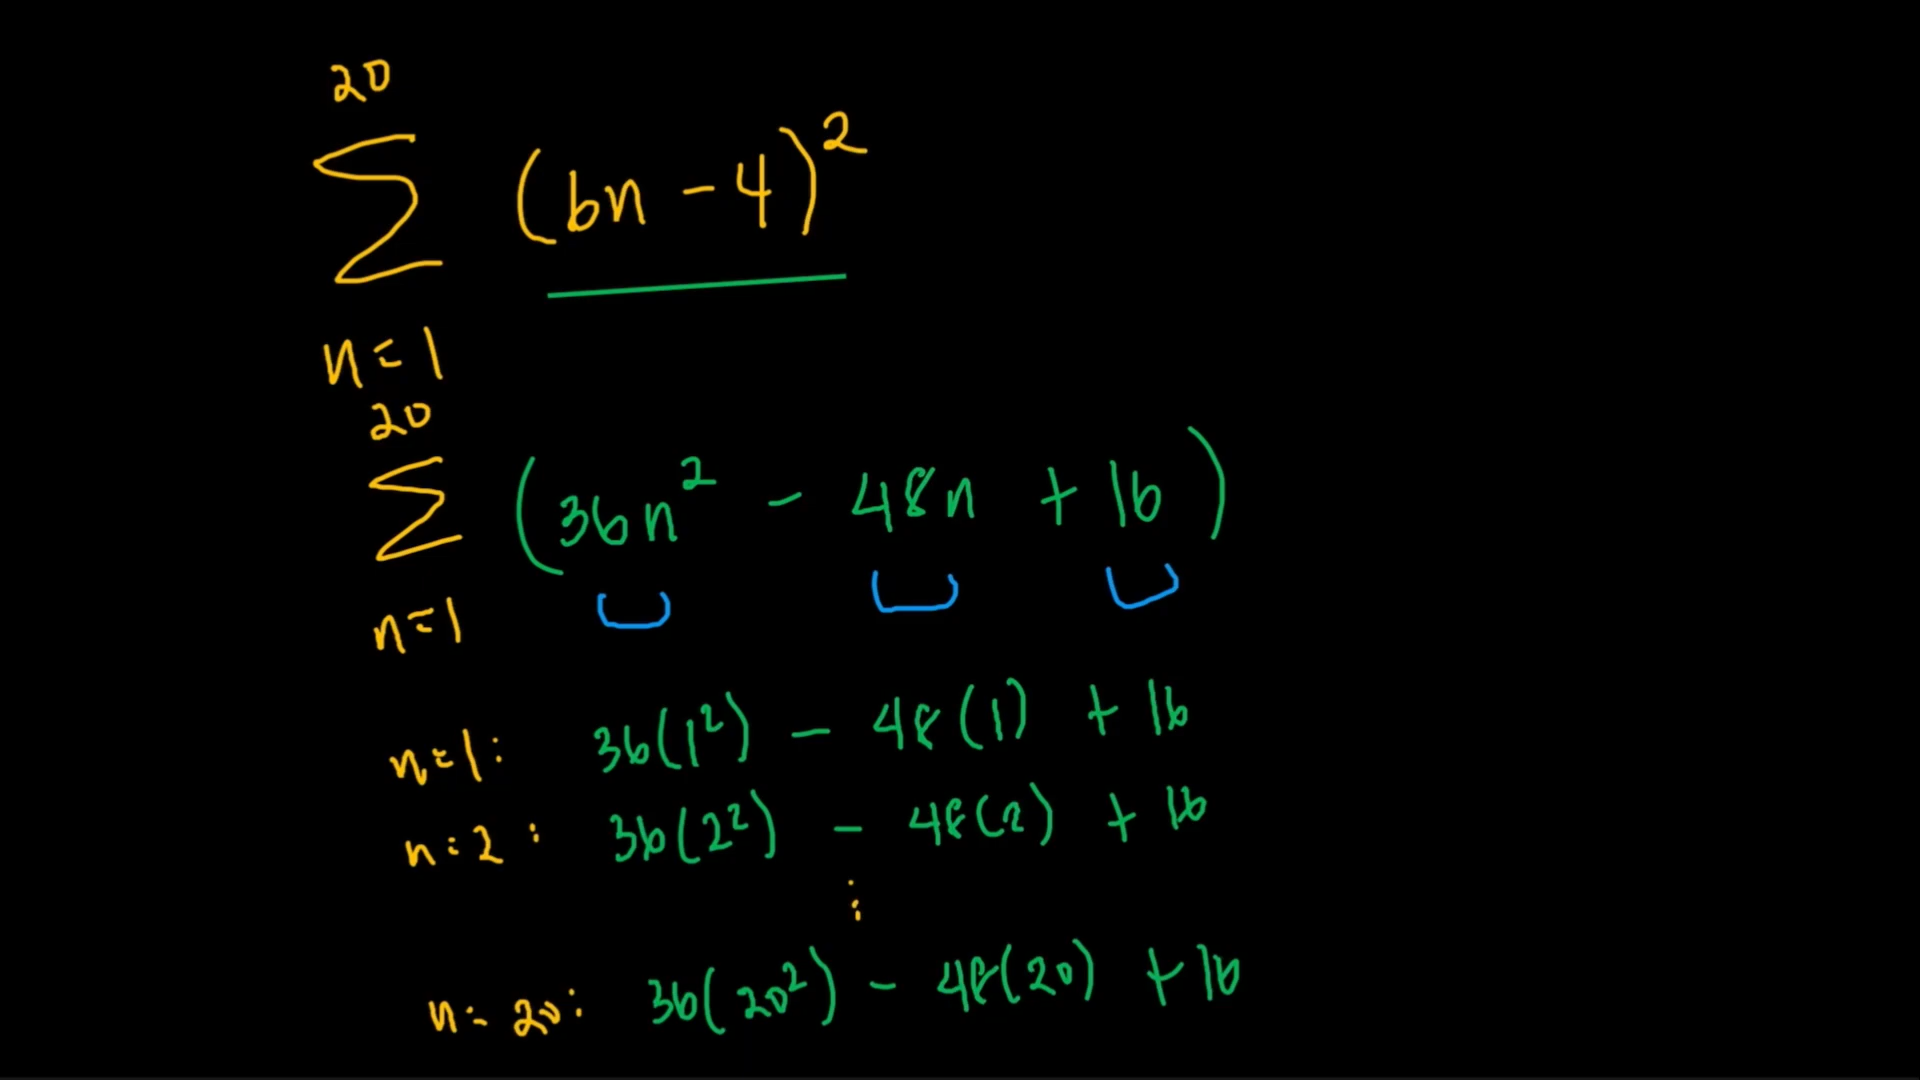 20
∑ (6n - 4)²
n=1
20
∑ (36n² - 48n + 16)
n=1
n=1: 36(1²) - 48(1) + 16
n=2: 36(2²) - 48(2) + 16
⋮
n=20: 36(20²) - 48(20) + 16